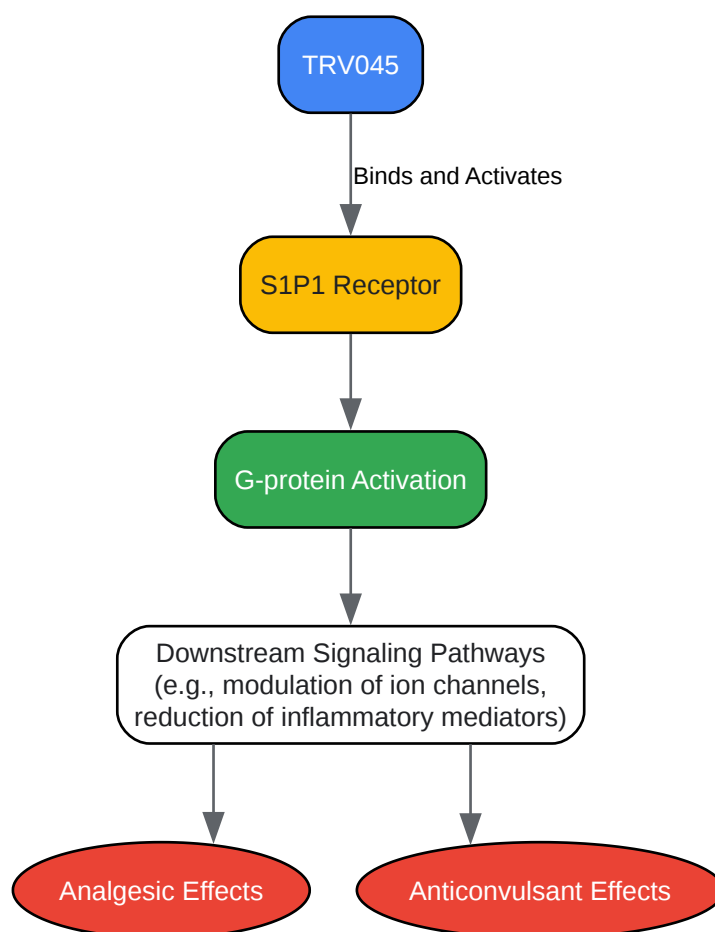 TRV045
Binds and Activates
S1P1 Receptor
G-protein Activation
Downstream Signaling Pathways
(e.g., modulation of ion channels,
reduction of inflammatory mediators)
Analgesic Effects
Anticonvulsant Effects